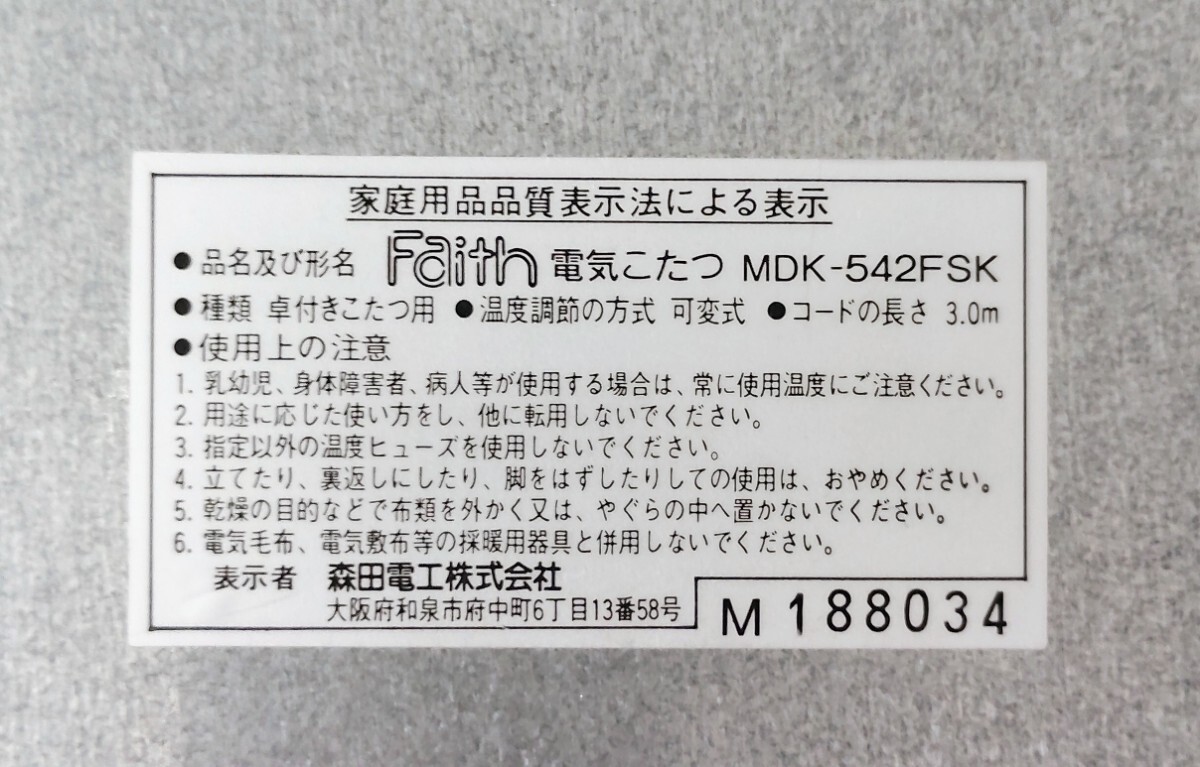 家庭用品品質表示法による表示
●品名及び形名 Faith 電気こたつ MDK-542FSK
●種類 卓付きこたつ用 ●温度調節の方式 可変式 ●コードの長さ 3.0m
●使用上の注意
1. 乳幼児、身体障害者、病人等が使用する場合は、常に使用温度にご注意ください。
2. 用途に応じた使い方をし、他に転用しないでください。
3. 指定以外の温度ヒューズを使用しないでください。
4. 立てたり、裏返しにしたり、脚をはずしたりしての使用は、おやめください。
5. 乾燥の目的などで布類を外かく又は、やぐらの中へ置かないでください。
6. 電気毛布、電気敷布等の採暖用器具と併用しないでください。
表示者 森田電工株式会社
大阪府和泉市府中町6丁目13番58号
M 188034